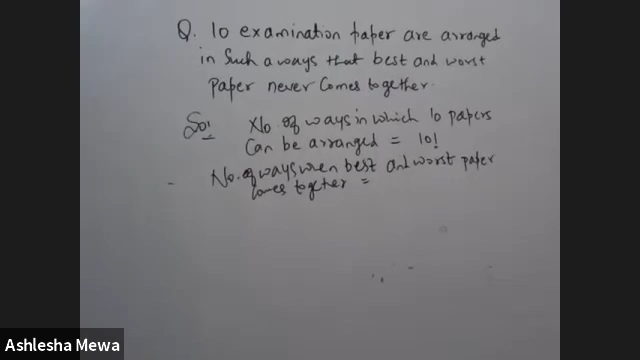 Q. 10 examination paper are arranged
in such a ways that best and worst
paper never comes together.
Sol No of ways in which 10 papers
can be arranged = 10!
No. of ways when best and worst paper
comes together =
Ashlesha Mewa